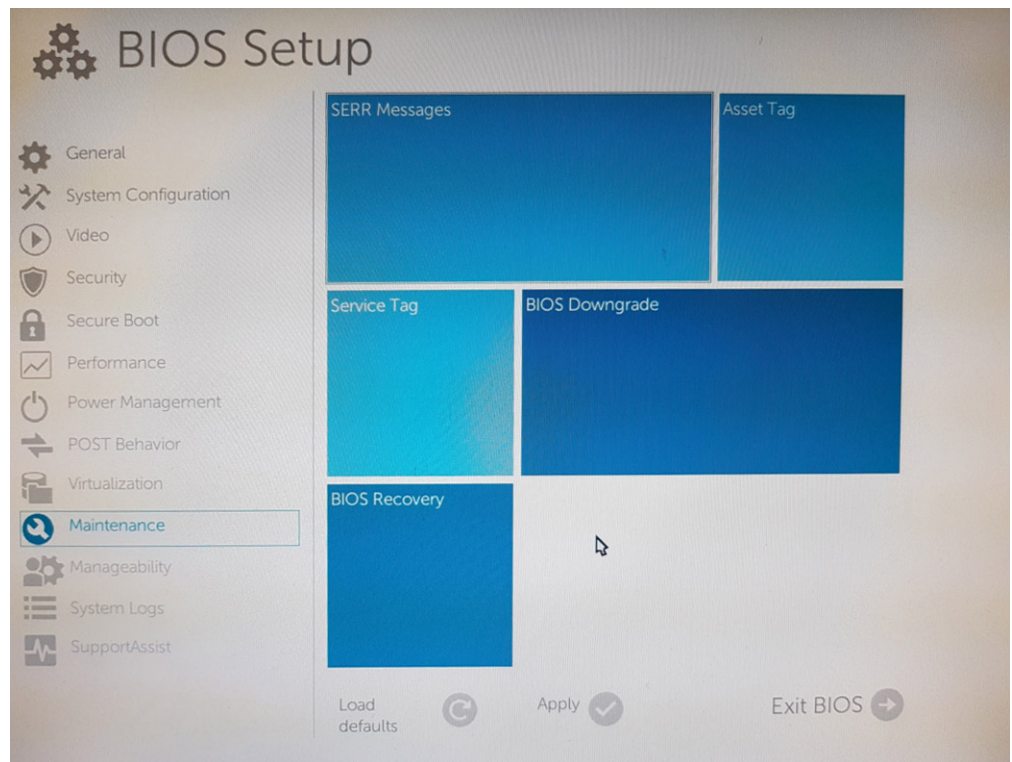 BIOS Setup
General
System Configuration
Video
Security
Secure Boot
Performance
Power Management
POST Behavior
Virtualization
Maintenance
Manageability
System Logs
SupportAssist
SERR Messages
Asset Tag
Service Tag
BIOS Downgrade
BIOS Recovery
Load
defaults
Apply
Exit BIOS